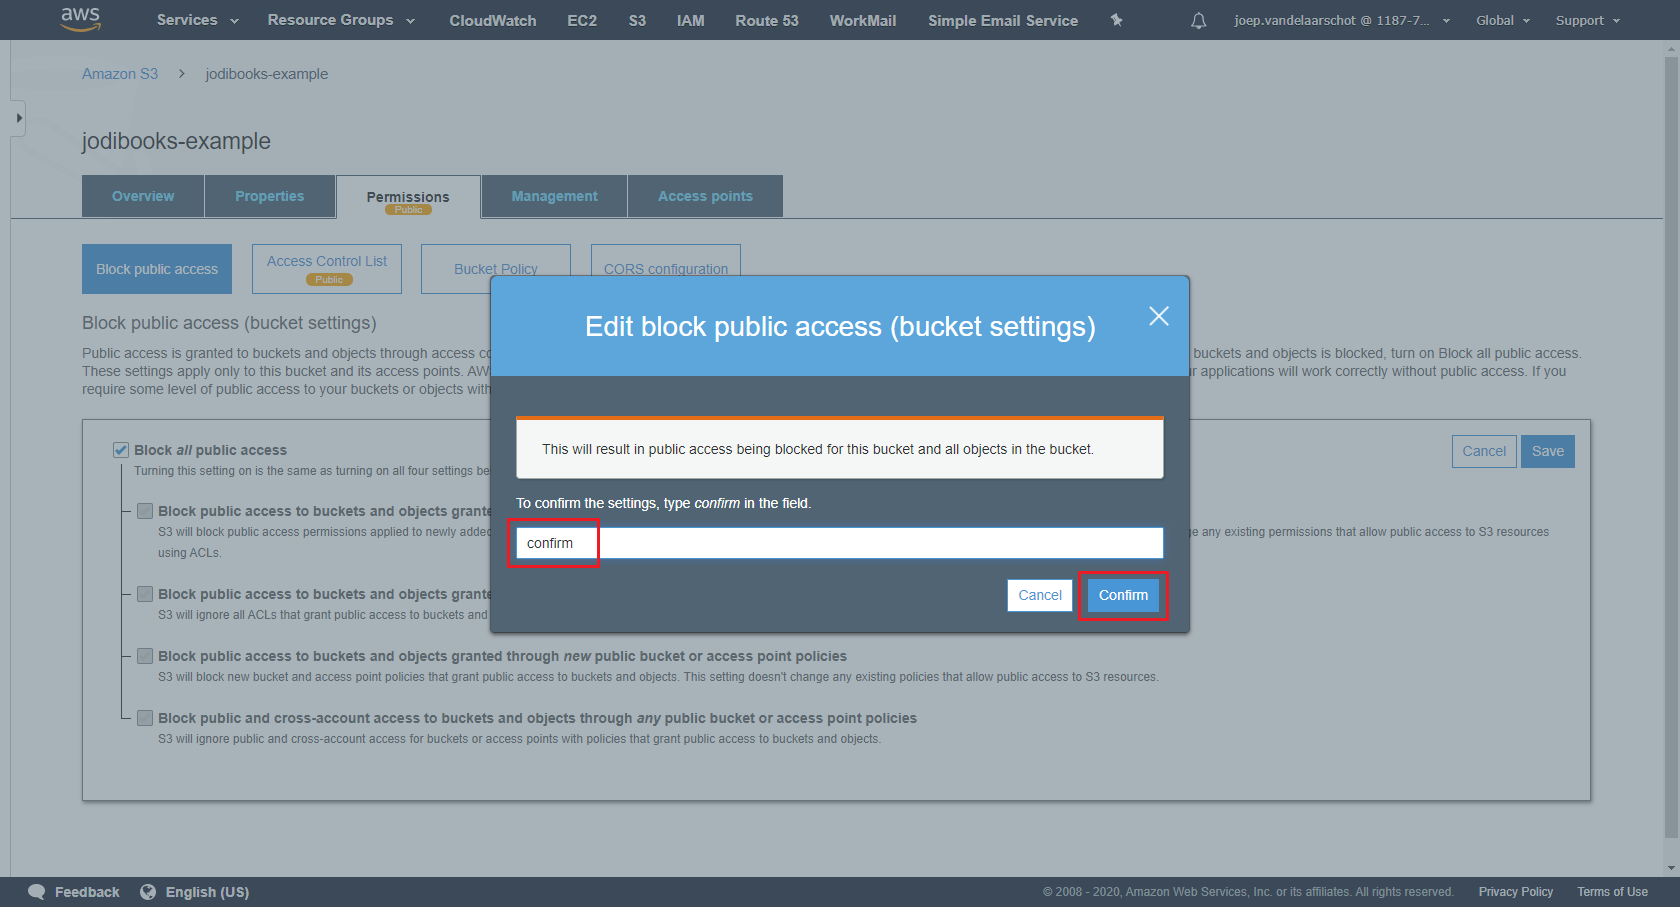 aws Services Resource Groups CloudWatch EC2 S3 IAM Route 53 WorkMail Simple Email Service joep.vandelaarschot @ 1187-7... Global Support
Amazon S3 jodibooks-example
jodibooks-example
Overview Properties Permissions Management Access points
Public
Block public access Access Control List Bucket Policy CORS configuration
Public
Edit block public access (bucket settings)
Block public access (bucket settings)
Public access is granted to buckets and objects through access buckets and objects is blocked, turn on Block all public access.
These settings apply only to this bucket and its access points. applications will work correctly without public access. If you
require some level of public access to your buckets or objects
This will result in public access being blocked for this bucket and all objects in the bucket.
Block all public access Cancel Save
Turning this setting on is the same as turning on all four settings
To confirm the settings, type confirm in the field.
Block public access to buckets and objects
S3 will block public access permissions applied to newly any existing permissions that allow public access to S3 resources
using ACLs.
confirm
Block public access to buckets and objects
S3 will ignore all ACLs that grant public access to buckets and
Cancel Confirm
Block public access to buckets and objects granted through new public bucket or access point policies
S3 will block new bucket and access point policies that grant public access to buckets and objects. This setting doesn't change any existing policies that allow public access to S3 resources.
Block public and cross-account access to buckets and objects through any public bucket or access point policies
S3 will ignore public and cross-account access for buckets or access points with policies that grant public access to buckets and objects.
Feedback English (US) © 2008 - 2020, Amazon Web Services, Inc. or its affiliates. All rights reserved. Privacy Policy Terms of Use